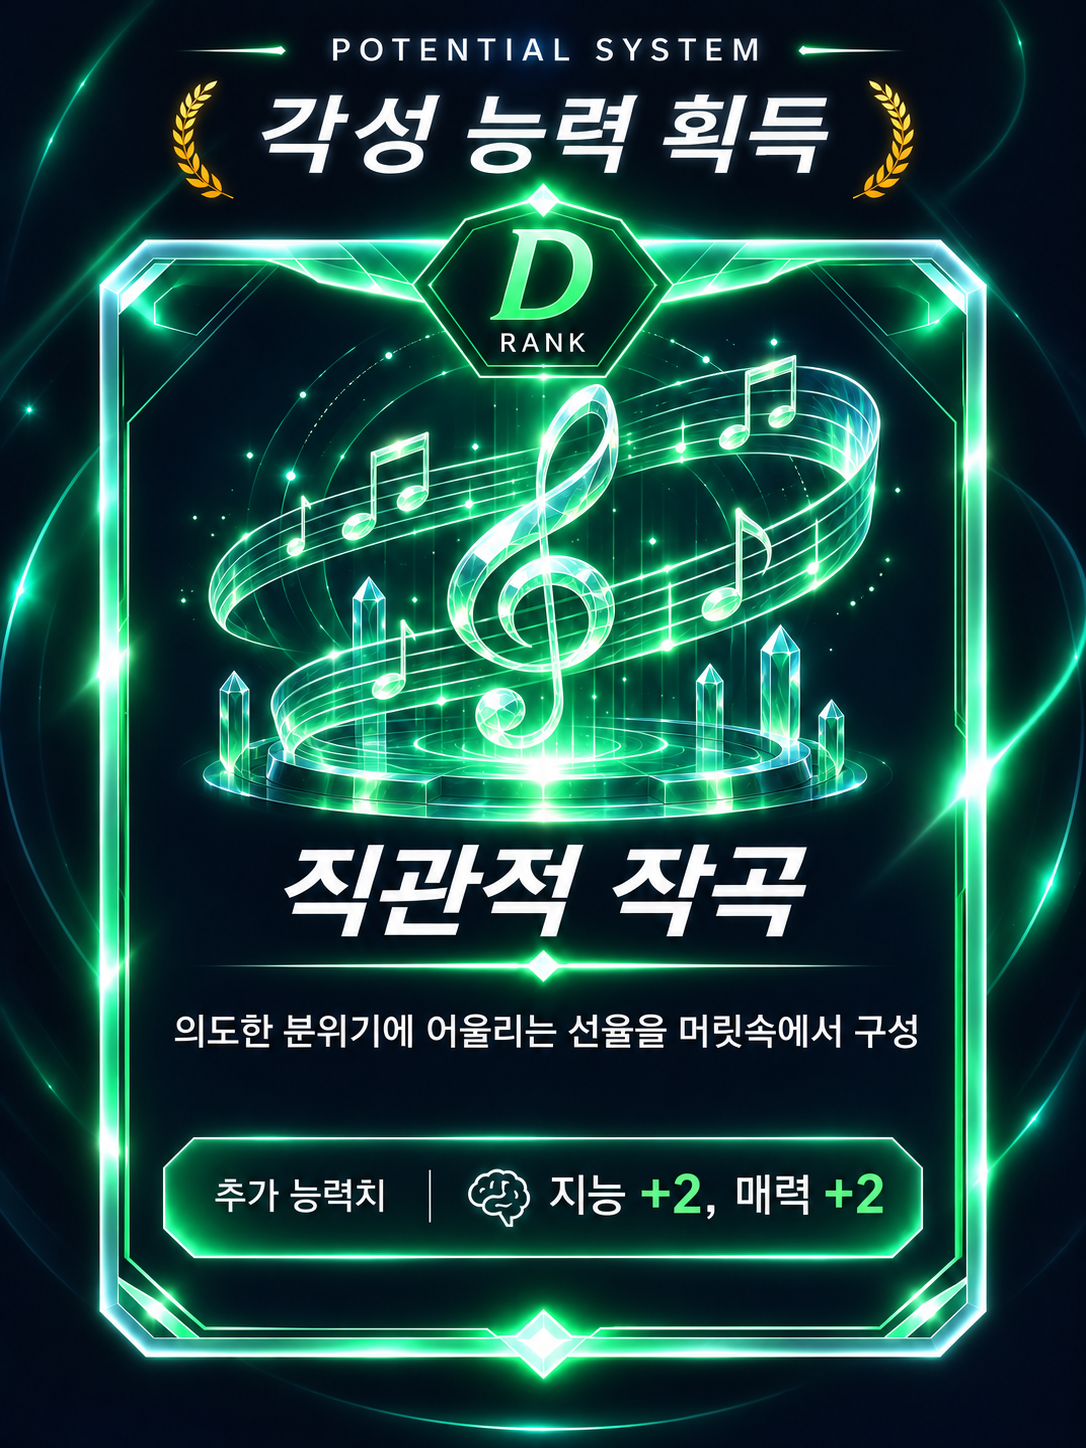 POTENTIAL SYSTEM
각성 능력 획득
D
RANK
직관적 작곡
의도한 분위기에 어울리는 선율을 머릿속에서 구성
추가 능력치 지능 +2, 매력 +2